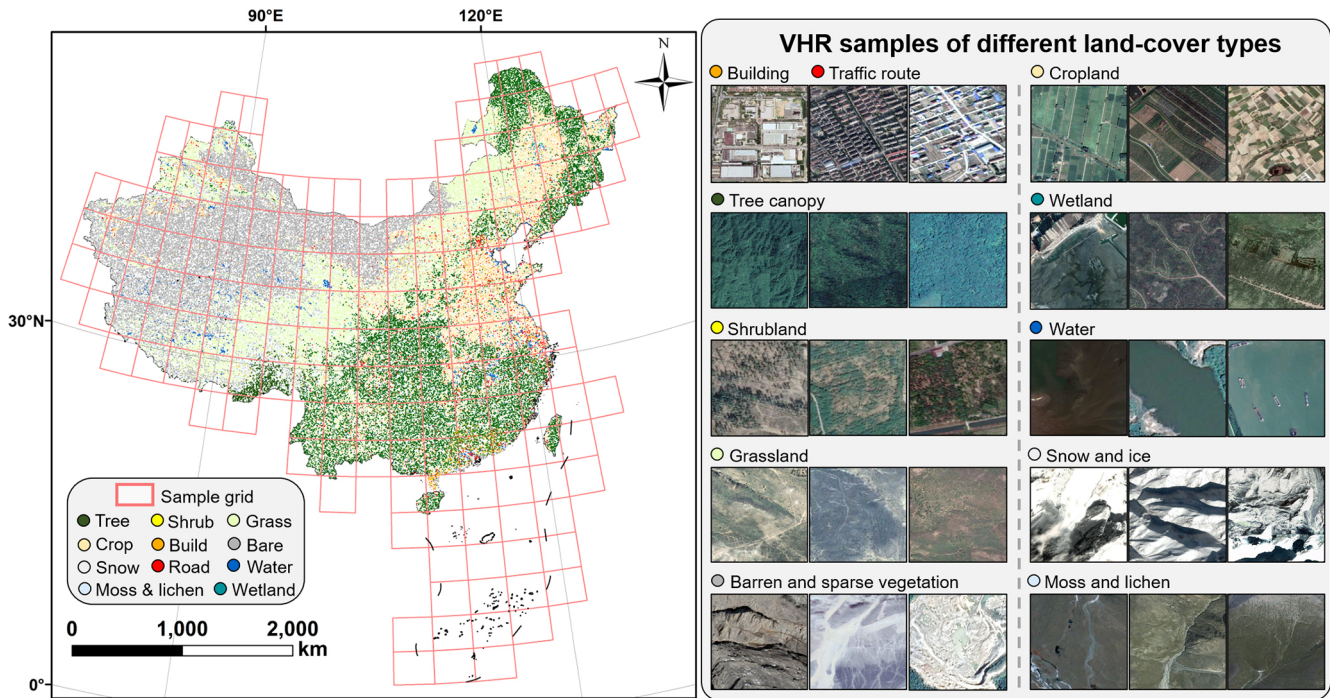 90°E
120°E
N
30°N
0°
Sample grid
Tree
Shrub
Grass
Crop
Build
Bare
Snow
Road
Water
Moss & lichen
Wetland
0
1,000
2,000
km
VHR samples of different land-cover types
Building
Traffic route
Cropland
Tree canopy
Wetland
Shrubland
Water
Grassland
Snow and ice
Barren and sparse vegetation
Moss and lichen